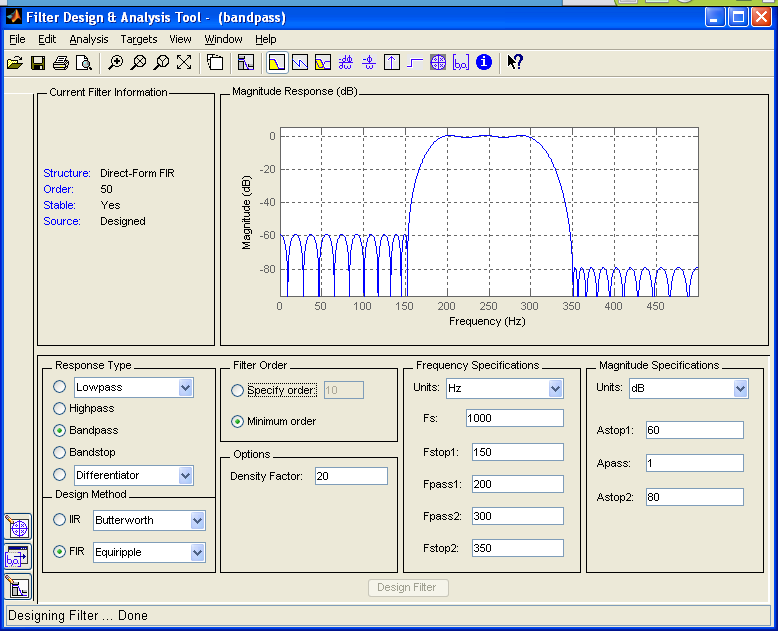 Filter Design & Analysis Tool - (bandpass)
File Edit Analysis Targets View Window Help
Current Filter Information
Structure: Direct-Form FIR
Order: 50
Stable: Yes
Source: Designed
Magnitude Response (dB)
0
-20
-40
-60
-80
Magnitude (dB)
0 50 100 150 200 250 300 350 400 450
Frequency (Hz)
Response Type
Lowpass
Highpass
Bandpass
Bandstop
Differentiator
Design Method
IIR Butterworth
FIR Equiripple
Filter Order
Specify order: 10
Minimum order
Options
Density Factor: 20
Frequency Specifications
Units: Hz
Fs: 1000
Fstop1: 150
Fpass1: 200
Fpass2: 300
Fstop2: 350
Magnitude Specifications
Units: dB
Astop1: 60
Apass: 1
Astop2: 80
Design Filter
Designing Filter ... Done